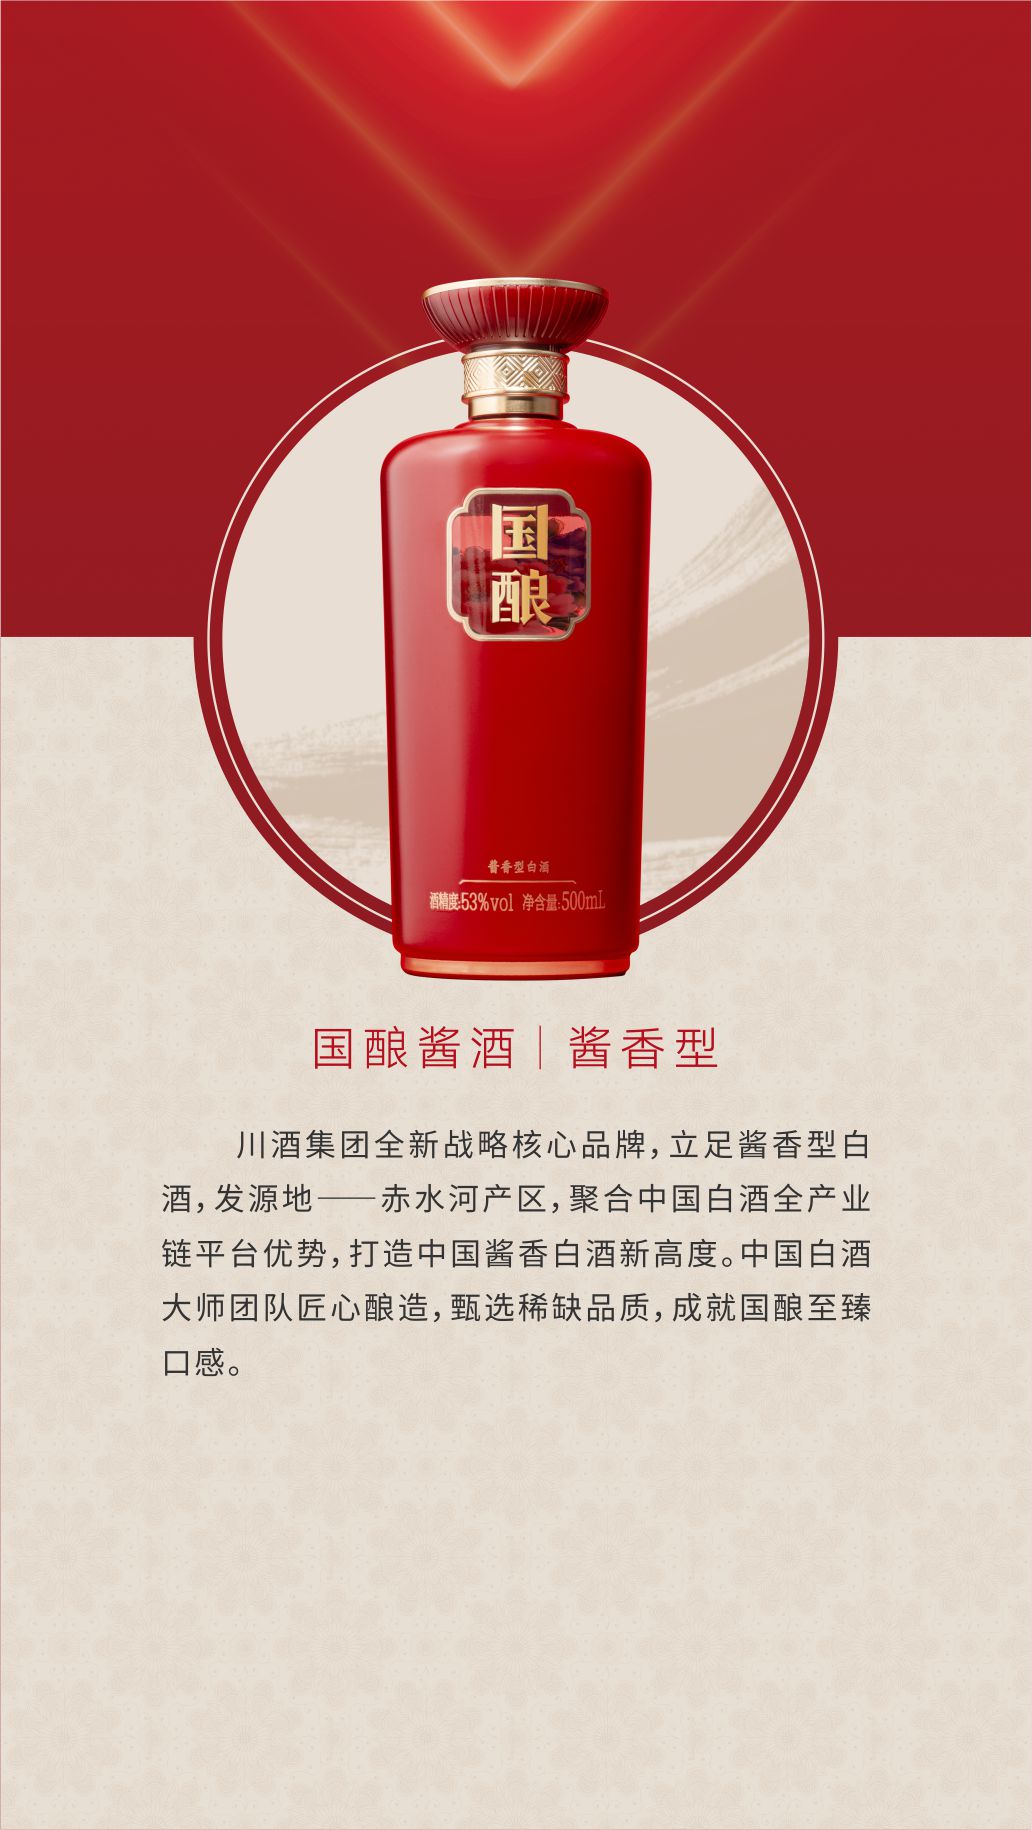 国
酿
酱香型白酒
酒精度:53%vol 净含量:500mL
国酿酱酒｜酱香型
川酒集团全新战略核心品牌，立足酱香型白
酒，发源地——赤水河产区，聚合中国白酒全产业
链平台优势，打造中国酱香白酒新高度。中国白酒
大师团队匠心酿造，甄选稀缺品质，成就国酿至臻
口感。